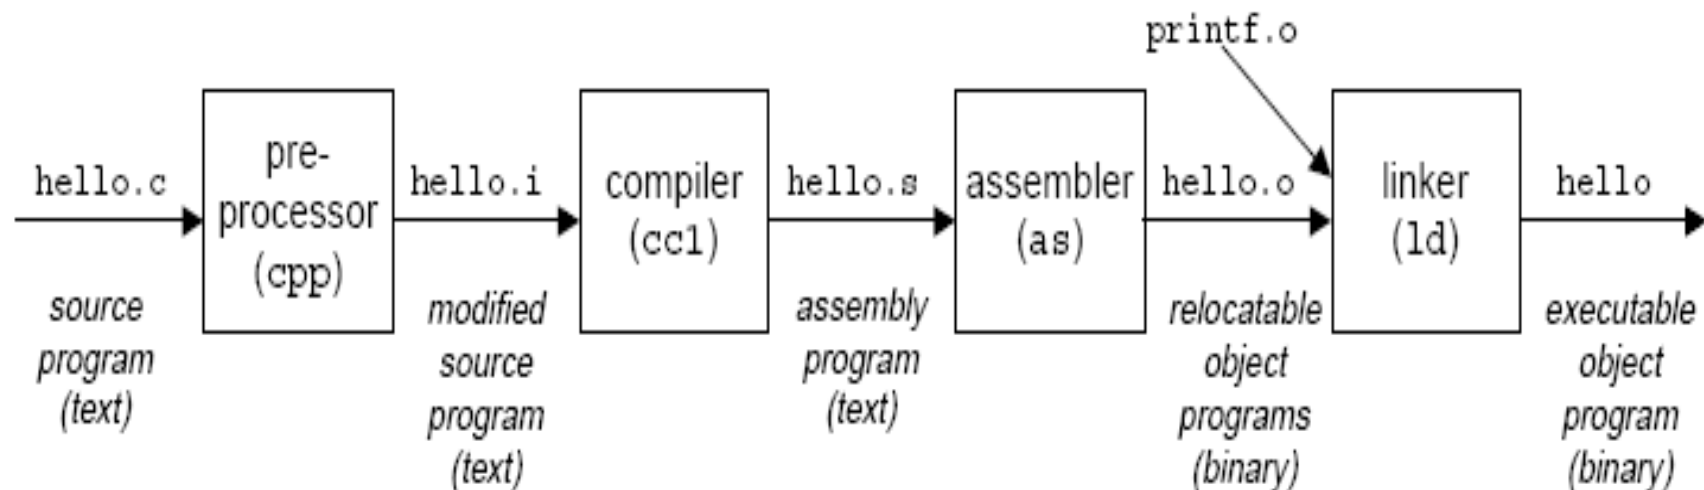 printf.o
hello.c
pre-
processor
(cpp)
hello.i
compiler
(cc1)
hello.s
assembler
(as)
hello.o
linker
(ld)
hello
source
program
(text)
modified
source
program
(text)
assembly
program
(text)
relocatable
object
programs
(binary)
executable
object
program
(binary)